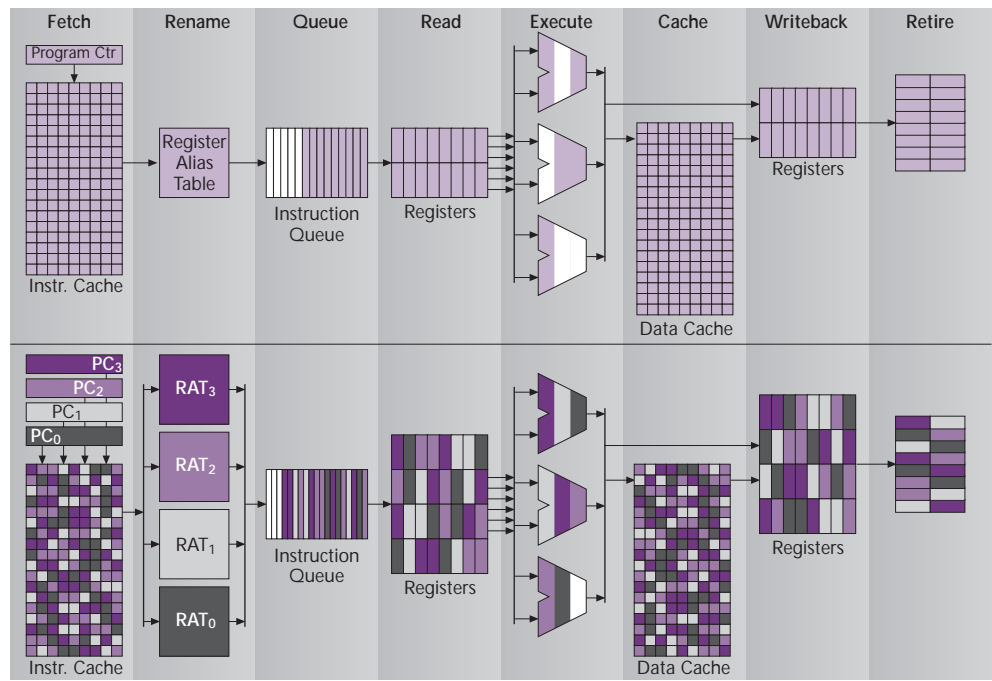 Fetch
Rename
Queue
Read
Execute
Cache
Writeback
Retire
Program Ctr
Register
Alias
Table
Instruction
Queue
Registers
Registers
Instr. Cache
Data Cache
PC3
PC2
PC1
PC0
RAT3
RAT2
RAT1
RAT0
Instruction
Queue
Registers
Registers
Instr. Cache
Data Cache